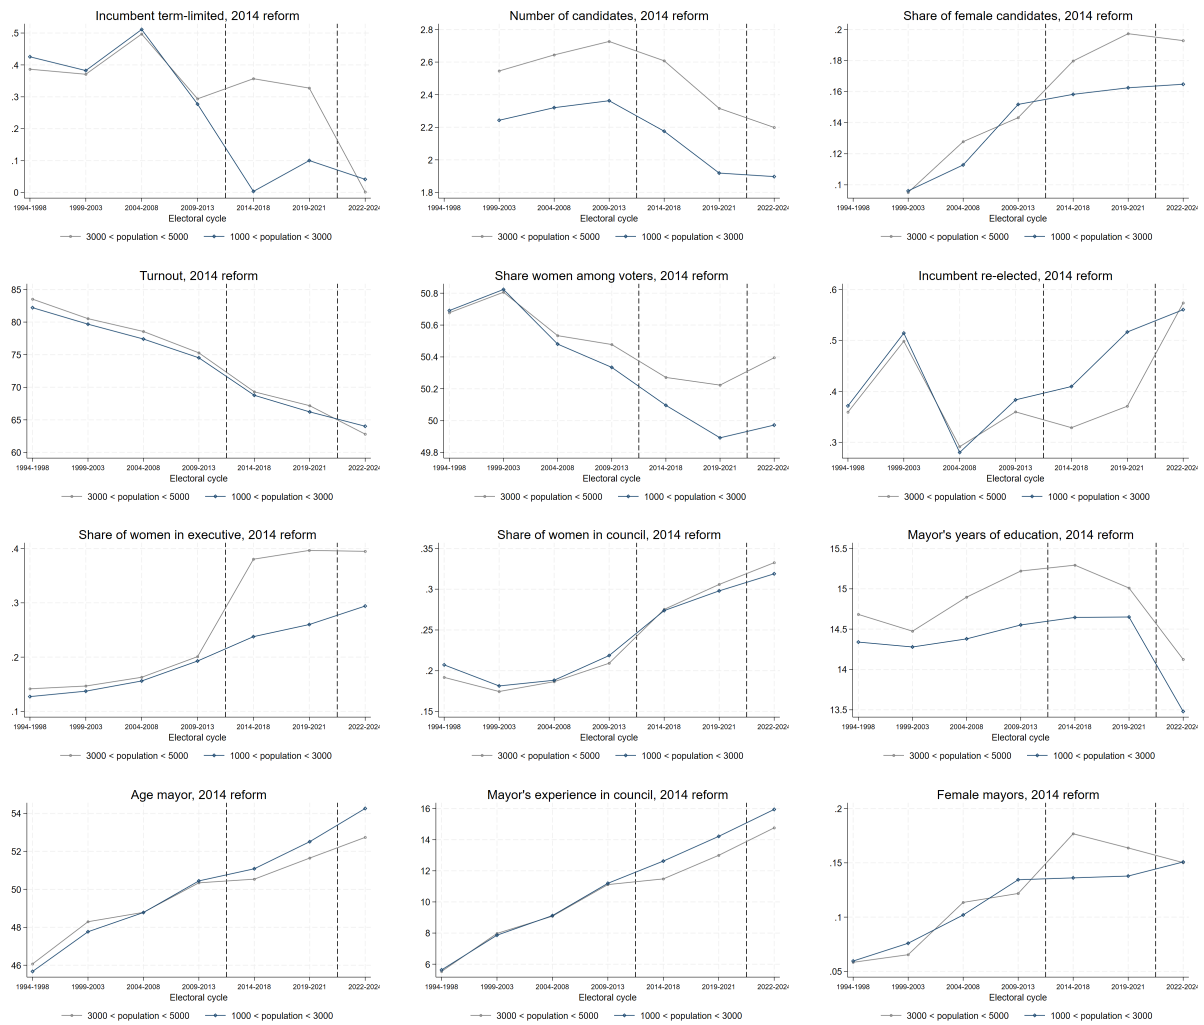 Incumbent term-limited, 2014 reform
.5
.4
.3
.2
.1
0
1994-1998 1999-2003 2004-2008 2009-2013 2014-2018 2019-2021 2022-202
Electoral cycle
3000 < population < 5000 1000 < population < 3000
Number of candidates, 2014 reform
2.8
2.6
2.4
2.2
2
1.8
1994-1998 1999-2003 2004-2008 2009-2013 2014-2018 2019-2021 2022-2024
Electoral cycle
3000 < population < 5000 1000 < population < 3000
Share of female candidates, 2014 reform
.2
.18
.16
.14
.12
.1
1994-1998 1999-2003 2004-2008 2009-2013 2014-2018 2019-2021 2022-2024
Electoral cycle
3000 < population < 5000 1000 < population < 3000
Turnout, 2014 reform
85
80
75
70
65
60
1994-1998 1999-2003 2004-2008 2009-2013 2014-2018 2019-2021 2022-2024
Electoral cycle
3000 < population < 5000 1000 < population < 3000
Share women among voters, 2014 reform
50.8
50.6
50.4
50.2
50
49.8
1994-1998 1999-2003 2004-2008 2009-2013 2014-2018 2019-2021 2022-2024
Electoral cycle
3000 < population < 5000 1000 < population < 3000
Incumbent re-elected, 2014 reform
.6
.5
.4
.3
1994-1998 1999-2003 2004-2008 2009-2013 2014-2018 2019-2021 2022-2024
Electoral cycle
3000 < population < 5000 1000 < population < 3000
Share of women in executive, 2014 reform
.4
.3
.2
.1
1994-1998 1999-2003 2004-2008 2009-2013 2014-2018 2019-2021 2022-2024
Electoral cycle
3000 < population < 5000 1000 < population < 3000
Share of women in council, 2014 reform
.35
.3
.25
.2
.15
1994-1998 1999-2003 2004-2008 2009-2013 2014-2018 2019-2021 2022-2024
Electoral cycle
3000 < population < 5000 1000 < population < 3000
Mayor's years of education, 2014 reform
15.5
15
14.5
14
13.5
1994-1998 1999-2003 2004-2008 2009-2013 2014-2018 2019-2021 2022-2024
Electoral cycle
3000 < population < 5000 1000 < population < 3000
Age mayor, 2014 reform
54
52
50
48
46
1994-1998 1999-2003 2004-2008 2009-2013 2014-2018 2019-2021 2022-2024
Electoral cycle
3000 < population < 5000 1000 < population < 3000
Mayor's experience in council, 2014 reform
16
14
12
10
8
6
1994-1998 1999-2003 2004-2008 2009-2013 2014-2018 2019-2021 2022-2024
Electoral cycle
3000 < population < 5000 1000 < population < 3000
Female mayors, 2014 reform
.2
.15
.1
.05
1994-1998 1999-2003 2004-2008 2009-2013 2014-2018 2019-2021 2022-2024
Electoral cycle
3000 < population < 5000 1000 < population < 3000